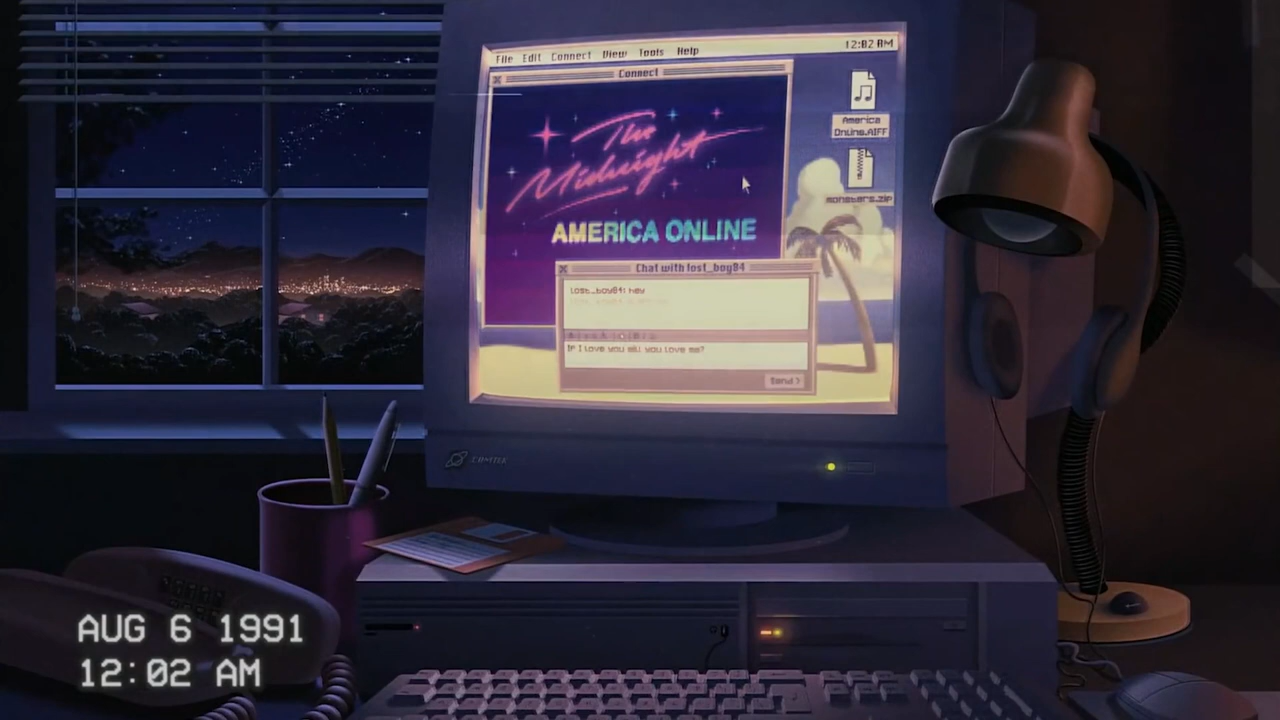 File Edit Connect View Tools Help
12:02 AM
Connect
The
Midnight
AMERICA ONLINE
America
Online.AIFF
monsters.zip
Chat with lost_boy84
lost_boy84: hey
If I love you will you love me?
Send >
AUG 6 1991
12:02 AM